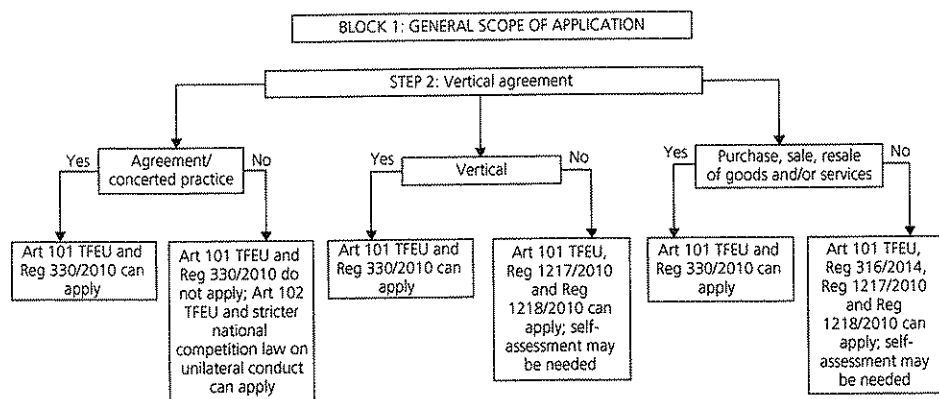 BLOCK 1: GENERAL SCOPE OF APPLICATION
STEP 2: Vertical agreement
Yes
Agreement/
concerted practice
No
Yes
Vertical
No
Yes
Purchase, sale, resale
of goods and/or services
No
Art 101 TFEU and
Reg 330/2010 can
apply
Art 101 TFEU and
Reg 330/2010 do
not apply; Art 102
TFEU and stricter
national
competition law on
unilateral conduct
can apply
Art 101 TFEU and
Reg 330/2010 can
apply
Art 101 TFEU,
Reg 1217/2010
and Reg
1218/2010 can
apply; self-
assessment may
be needed
Art 101 TFEU and
Reg 330/2010 can
apply
Art 101 TFEU,
Reg 316/2014,
Reg 1217/2010
and Reg
1218/2010 can
apply; self-
assessment may
be needed